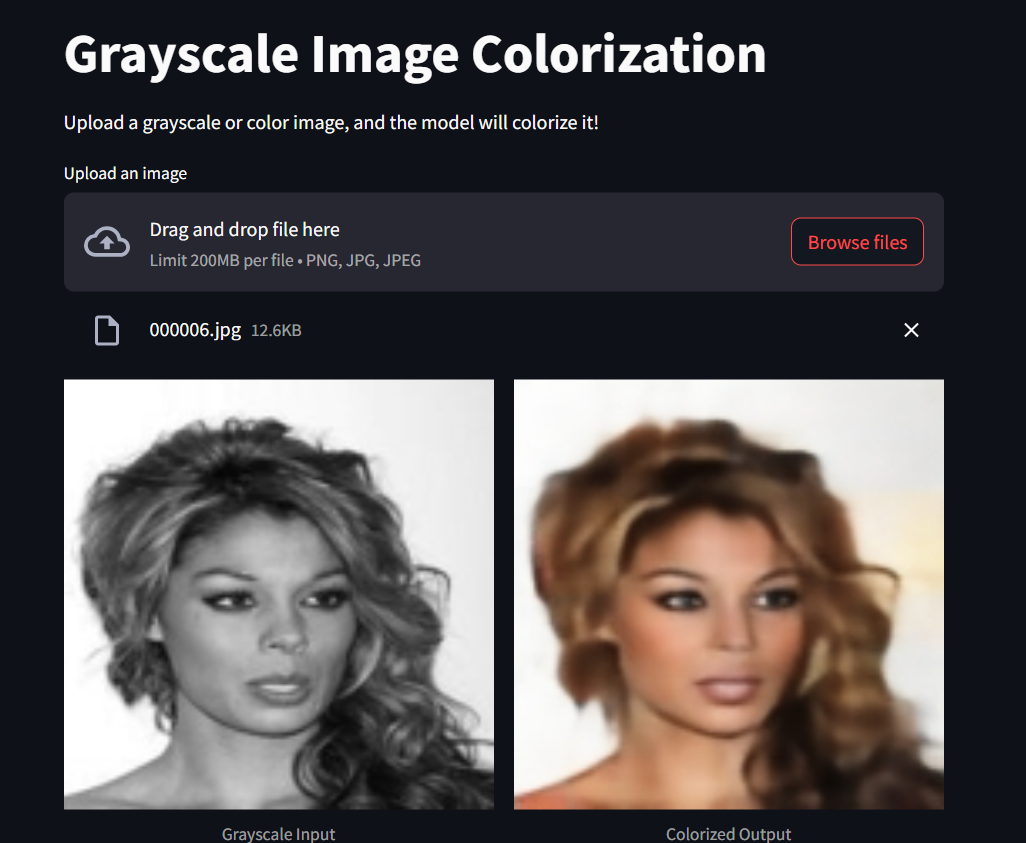 Grayscale Image Colorization
Upload a grayscale or color image, and the model will colorize it!
Upload an image
Drag and drop file here
Limit 200MB per file • PNG, JPG, JPEG
Browse files
000006.jpg 12.6KB
Grayscale Input
Colorized Output